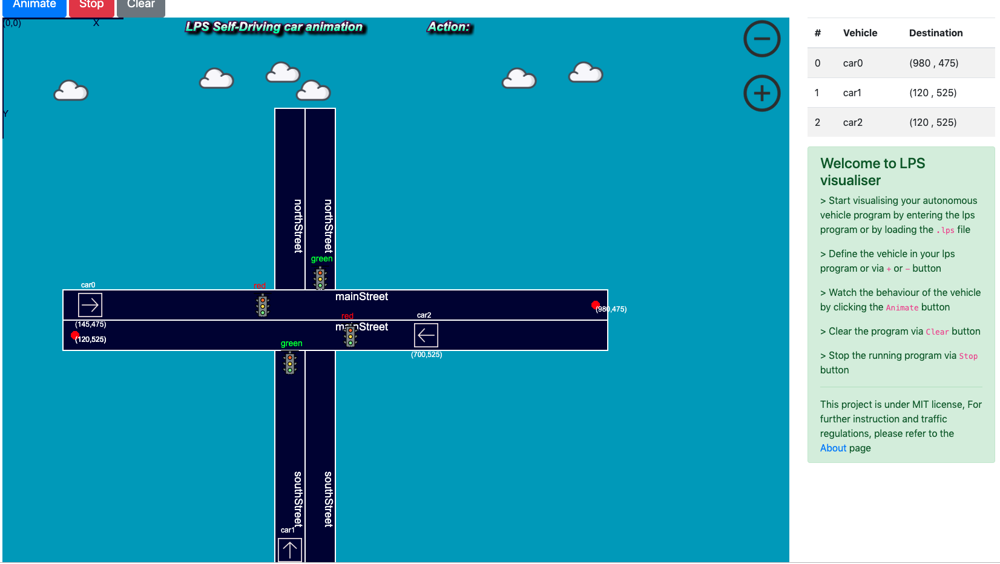 Animate Stop Clear
(0,0)
X
LPS Self-Driving car animation
Action:
Y
northStreet
northStreet
green
car0
red
mainStreet
(980,475)
car2
red
(145,475)
mainStreet
(120,525)
green
(700,525)
southStreet
southStreet
car1
# Vehicle Destination
0 car0 (980 , 475)
1 car1 (120 , 525)
2 car2 (120 , 525)
Welcome to LPS
visualiser
> Start visualising your autonomous
vehicle program by entering the lps
program or by loading the .lps file
> Define the vehicle in your lps
program or via + or - button
> Watch the behaviour of the vehicle
by clicking the Animate button
> Clear the program via Clear button
> Stop the running program via Stop
button
This project is under MIT license, For
further instruction and traffic
regulations, please refer to the
About page